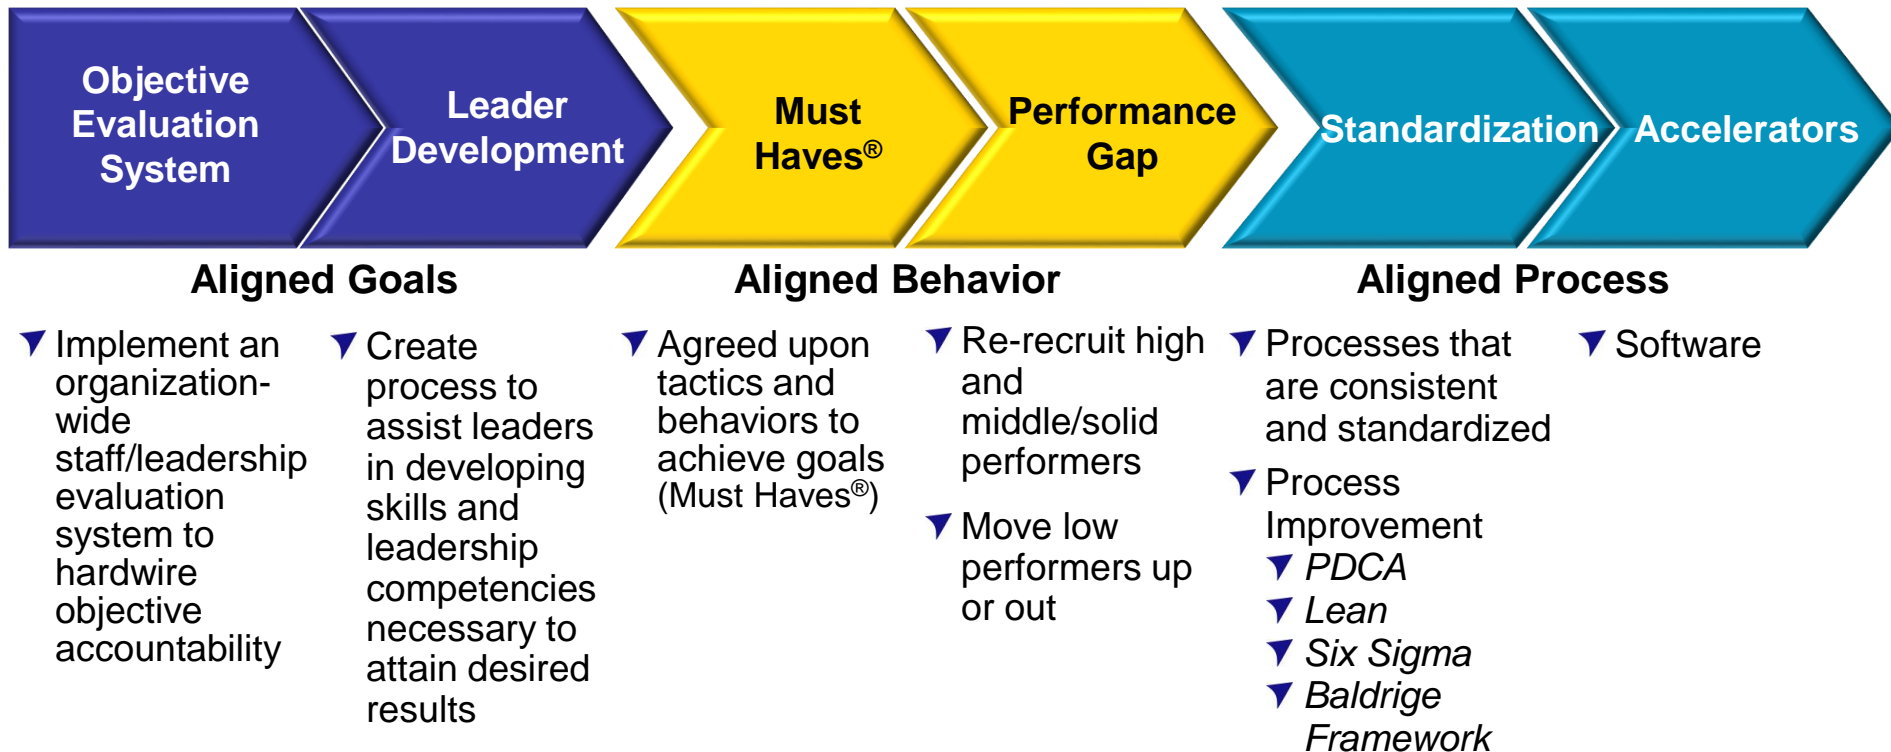 Objective
Evaluation
System
Leader
Development
Must
Haves®
Performance
Gap
Standardization
Accelerators
Aligned Goals
Aligned Behavior
Aligned Process
Implement an
organization-
wide
staff/leadership
evaluation
system to
hardwire
objective
accountability
Create
process to
assist leaders
in developing
skills and
leadership
competencies
necessary to
attain desired
results
Agreed upon
tactics and
behaviors to
achieve goals
(Must Haves®)
Re-recruit high
and
middle/solid
performers
Move low
performers up
or out
Processes that
are consistent
and standardized
Process
Improvement
PDCA
Lean
Six Sigma
Baldrige
Framework
Software